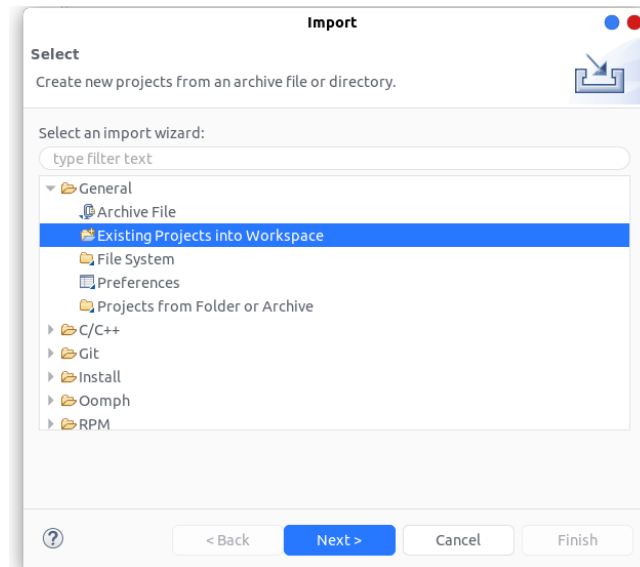 Import
Select
Create new projects from an archive file or directory.
Select an import wizard:
type filter text
General
Archive File
Existing Projects into Workspace
File System
Preferences
Projects from Folder or Archive
C/C++
Git
Install
Oomph
RPM
? < Back Next > Cancel Finish